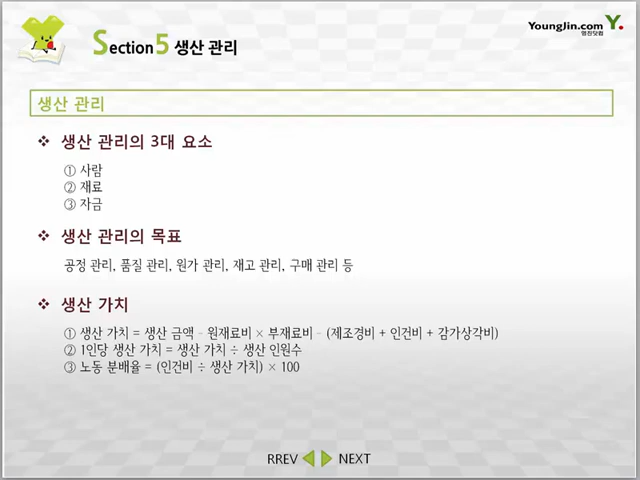 YoungJin.com Y.
영진닷컴
Section 5 생산 관리
생산 관리
❖ 생산 관리의 3대 요소
① 사람
② 재료
③ 자금
❖ 생산 관리의 목표
공정 관리, 품질 관리, 원가 관리, 재고 관리, 구매 관리 등
❖ 생산 가치
① 생산 가치 = 생산 금액 - 원재료비 × 부재료비 - (제조경비 + 인건비 + 감가상각비)
② 1인당 생산 가치 = 생산 가치 ÷ 생산 인원수
③ 노동 분배율 = (인건비 ÷ 생산 가치) × 100
RREV NEXT